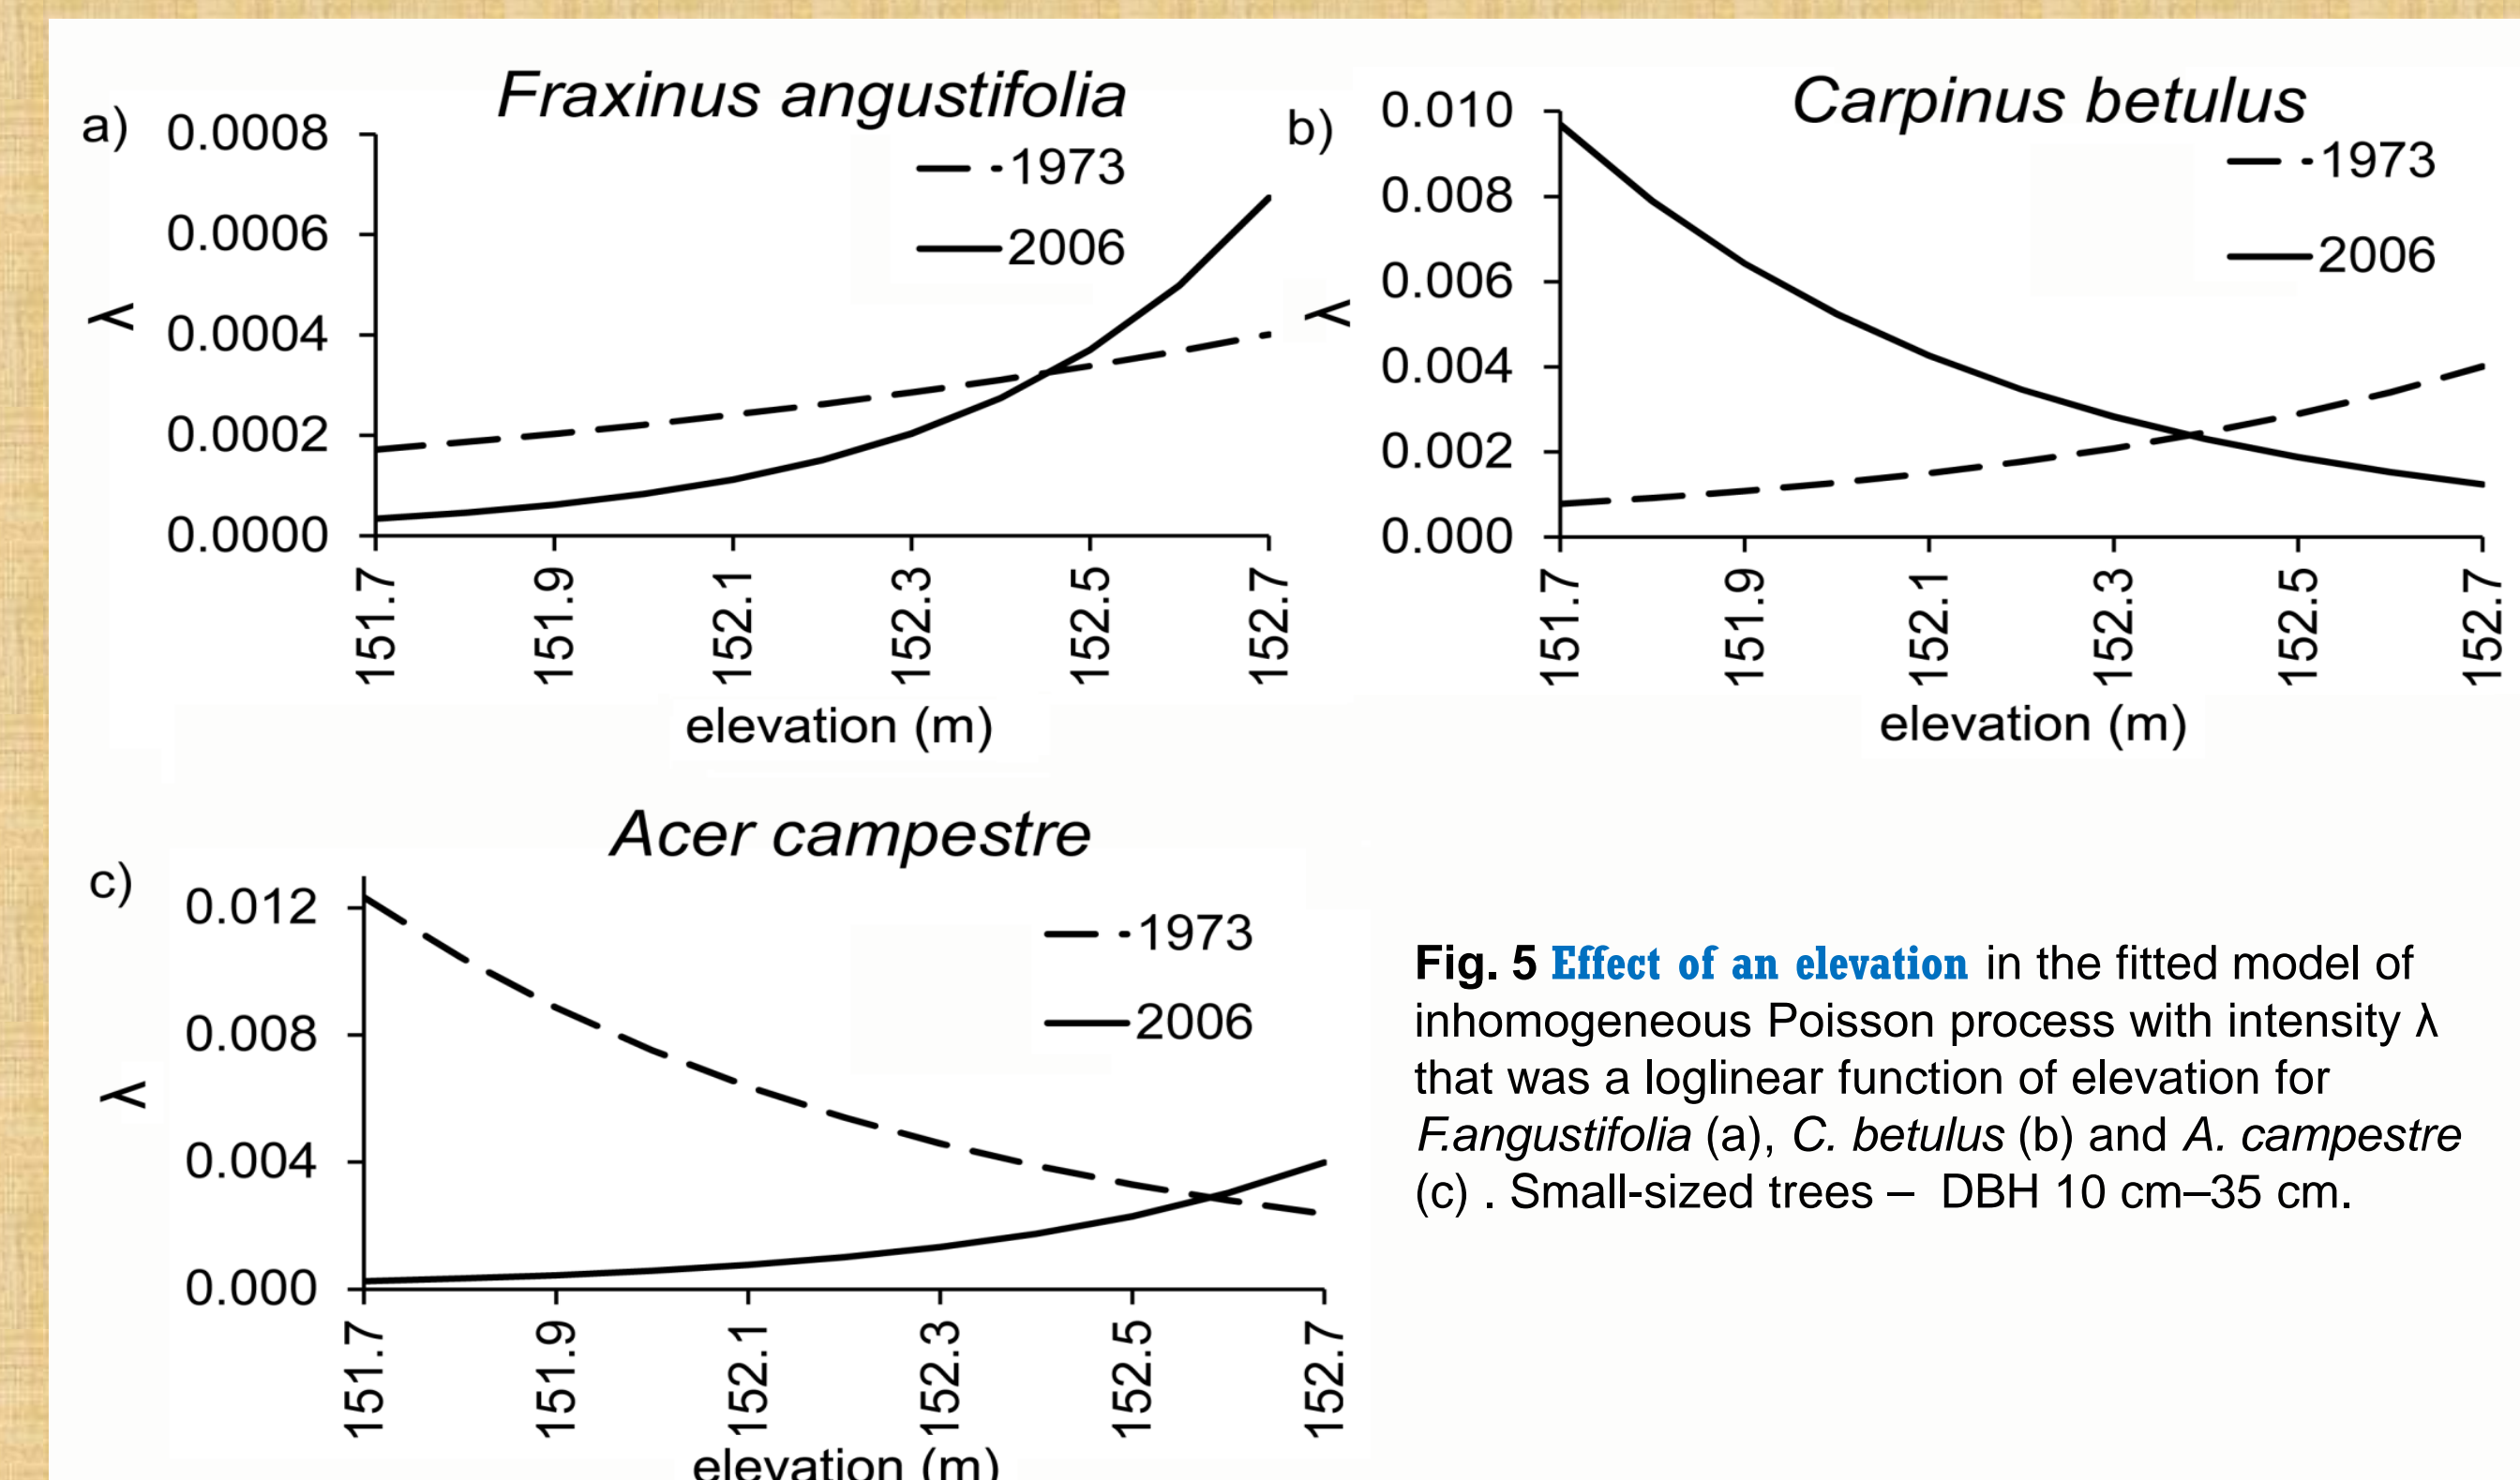 a)
Fraxinus angustifolia
0.0008
0.0006
0.0004
0.0002
0.0000
λ
1973
2006
151.7
151.9
152.1
152.3
152.5
152.7
elevation (m)
b)
Carpinus betulus
0.010
0.008
0.006
0.004
0.002
0.000
λ
1973
2006
151.7
151.9
152.1
152.3
152.5
152.7
elevation (m)
c)
Acer campestre
0.012
0.008
0.004
0.000
λ
1973
2006
151.7
151.9
152.1
152.3
152.5
152.7
elevation (m)
Fig. 5 Effect of an elevation in the fitted model of
inhomogeneous Poisson process with intensity λ
that was a loglinear function of elevation for
F.angustifolia (a), C. betulus (b) and A. campestre
(c) . Small-sized trees – DBH 10 cm–35 cm.